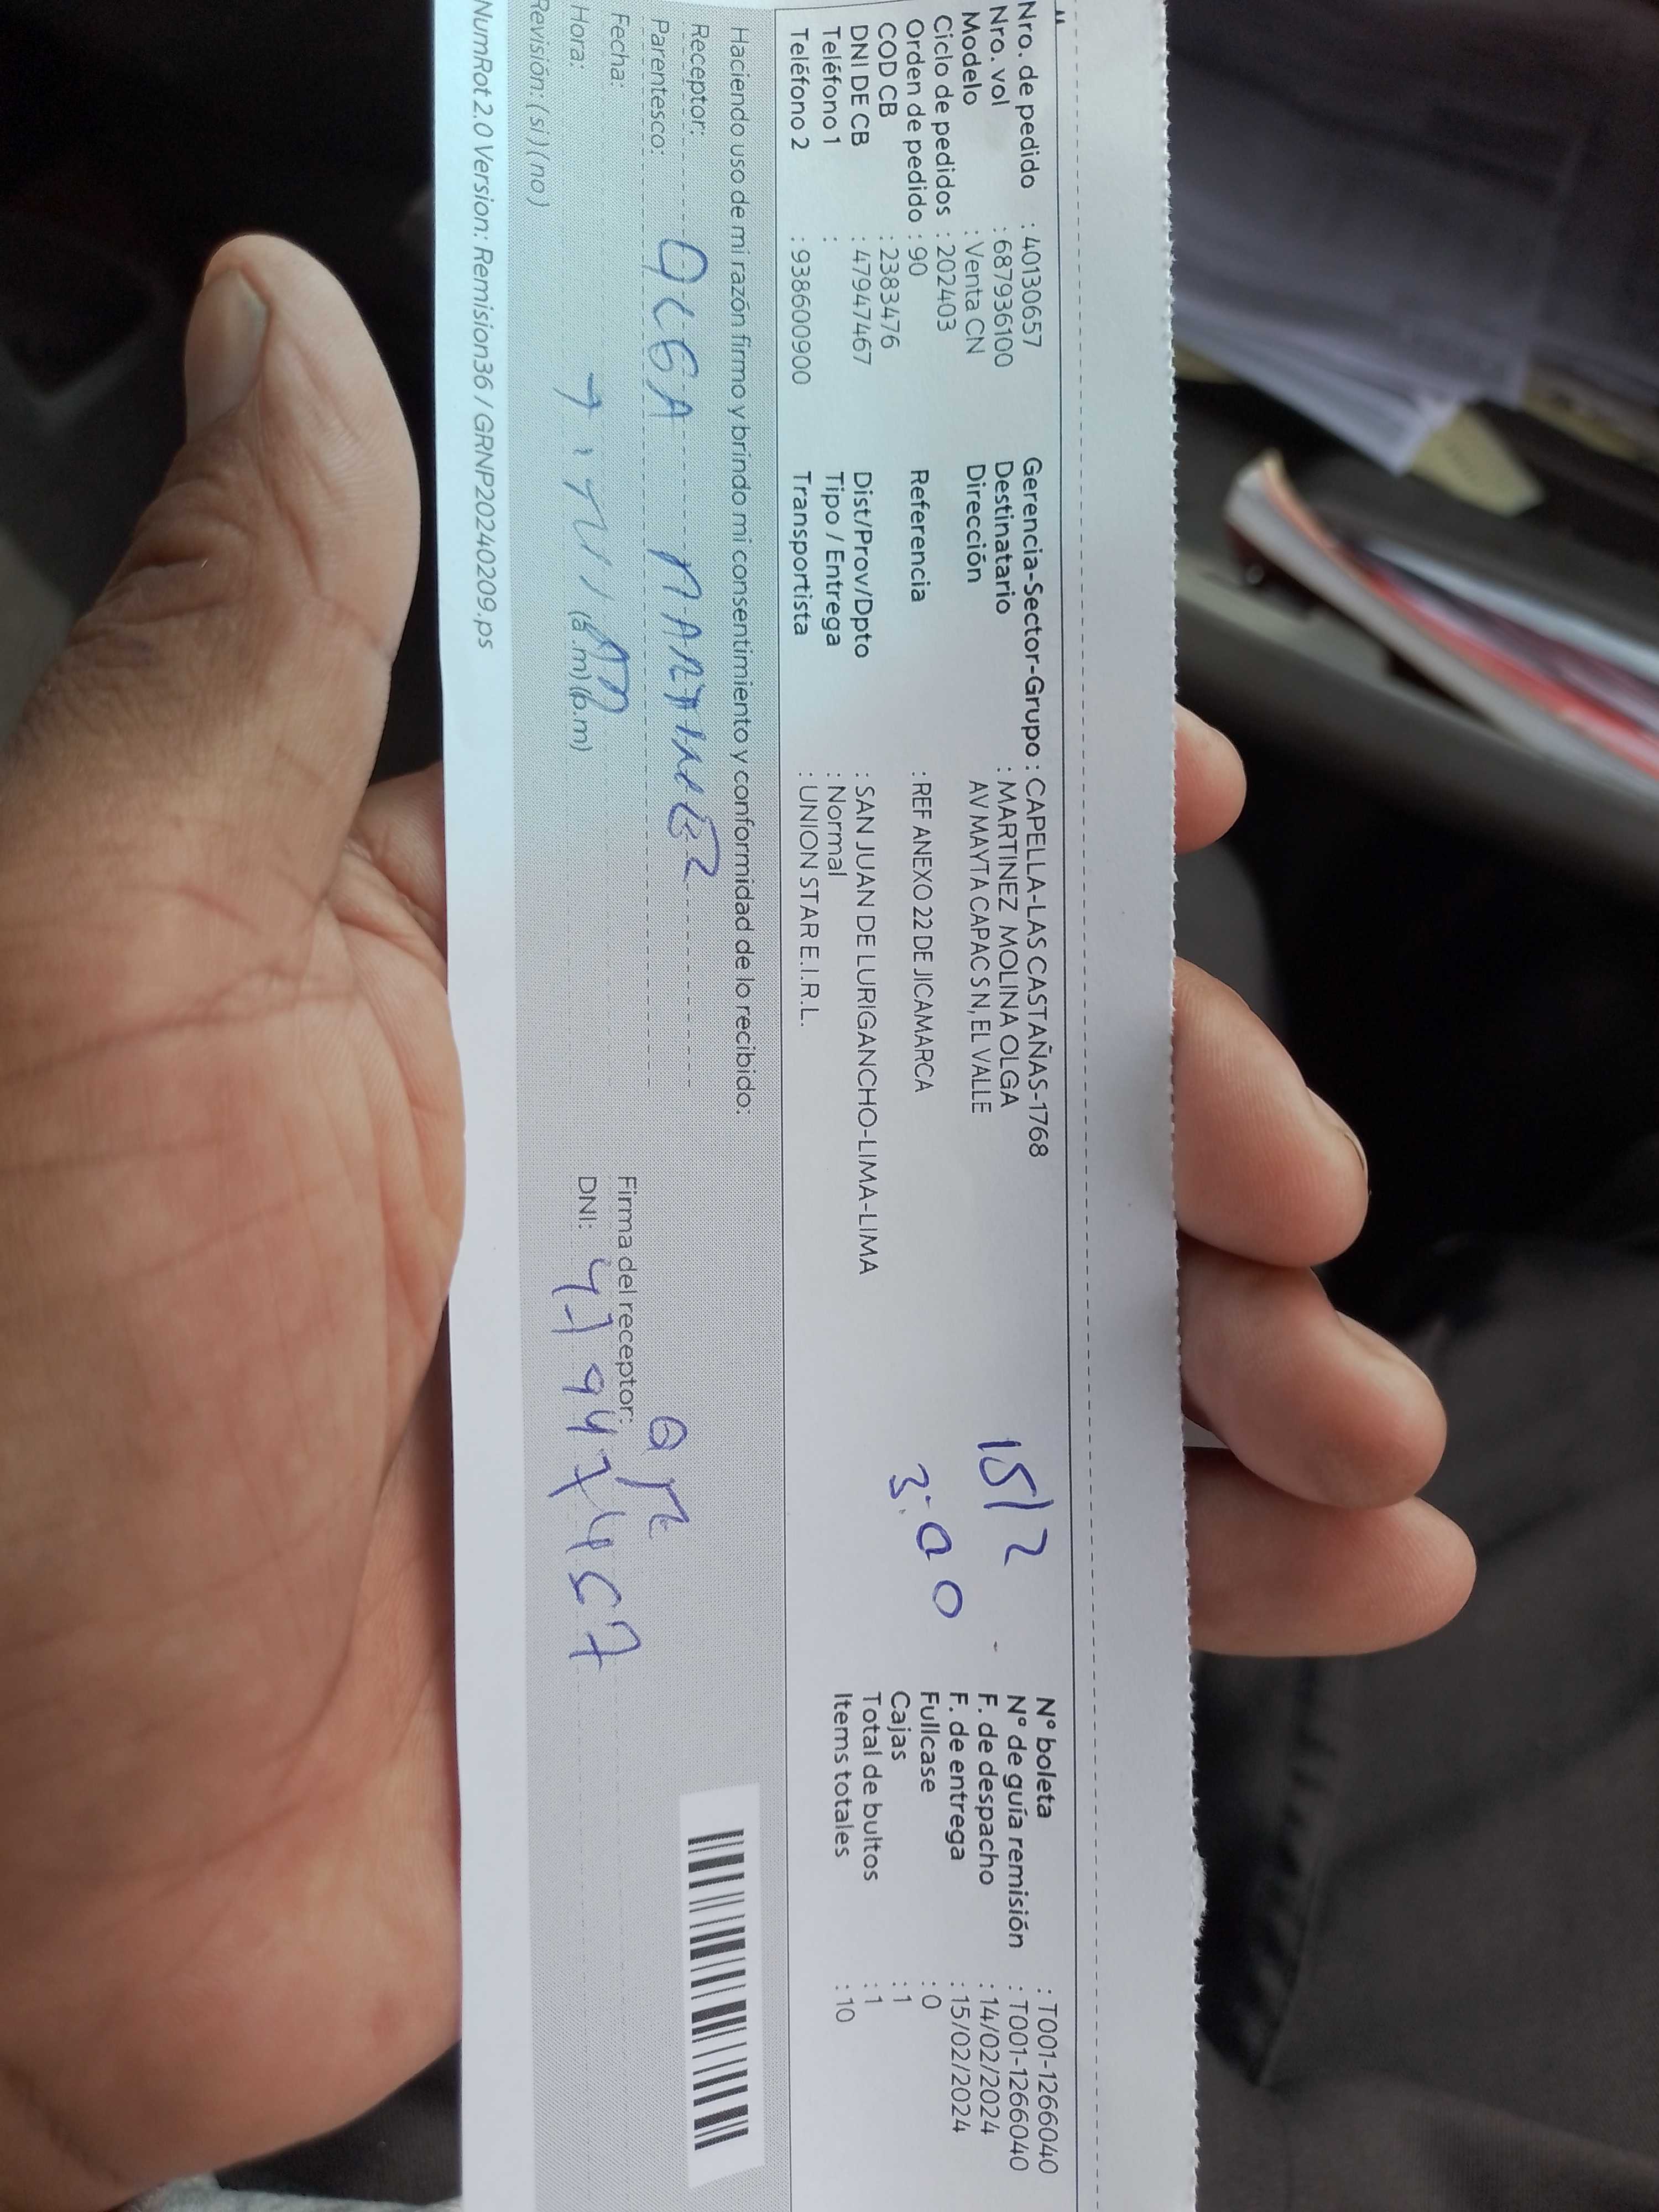 Nro. de pedido : 40130657
Nro. vol : 687936100
Modelo : Venta CN
Ciclo de pedidos : 202403
Orden de pedido : 90
COD CB : 2383476
DNI DE CB : 47947467
Teléfono 1 :
Teléfono 2 : 938600900
Gerencia-Sector-Grupo : CAPELLA-LAS CASTAÑAS-1768
Destinatario : MARTINEZ MOLINA OLGA
Dirección AV MAYTA CAPAC S N, EL VALLE
Referencia : REF ANEXO 22 DE JICAMARCA
Dist/Prov/Dpto : SAN JUAN DE LURIGANCHO-LIMA-LIMA
Tipo / Entrega : Normal
Transportista : UNION STAR E.I.R.L.
15/2
3:00
N° boleta : T001-1266040
N° de guía remisión : T001-1266040
F. de despacho : 14/02/2024
F. de entrega : 15/02/2024
Fullcase : 0
Cajas : 1
Total de bultos : 1
Items totales : 10
Haciendo uso de mi razón firmo y brindo mi consentimiento y conformidad de lo recibido:
Receptor: OLGA MARTINEZ
Parentesco:
Fecha:
Hora: (a.m) (p.m)
Revisión: (si) (no)
Firma del receptor:
DNI: 47947467
NumRot 2.0 Version: Remision36 / GRNP20240209.ps